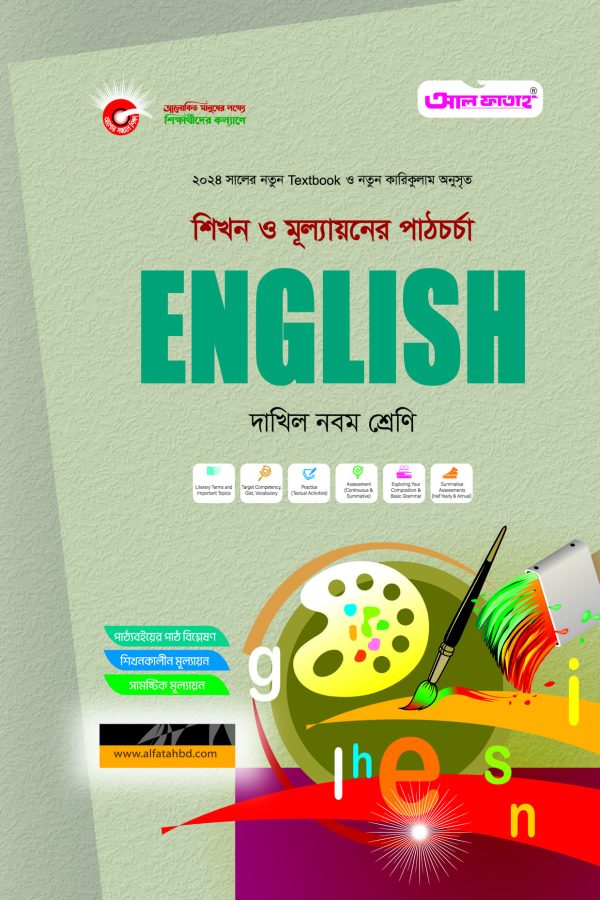 আলোকিত মানুষের লক্ষ্যে
শিক্ষার্থীদের কল্যাণে
আল ফাতাহ®
২০২৪ সালের নতুন Textbook ও নতুন কারিকুলাম অনুসৃত
শিখন ও মূল্যায়নের পাঠচর্চা
ENGLISH
দাখিল নবম শ্রেণি
Literary Terms and
Important Topics
Target Competency,
Gist, Vocabulary
Practice
(Textual Activities)
Assessment
(Continuous &
Summative)
Exploring Your
Composition &
Basic Grammar
Summative
Assessments
(Half Yearly & Annual)
পাঠ্যবইয়ের পাঠ বিশ্লেষণ
শিখনকালীন মূল্যায়ন
সামষ্টিক মূল্যায়ন
www.alfatahbd.com
g
i
l
h
e
s
n